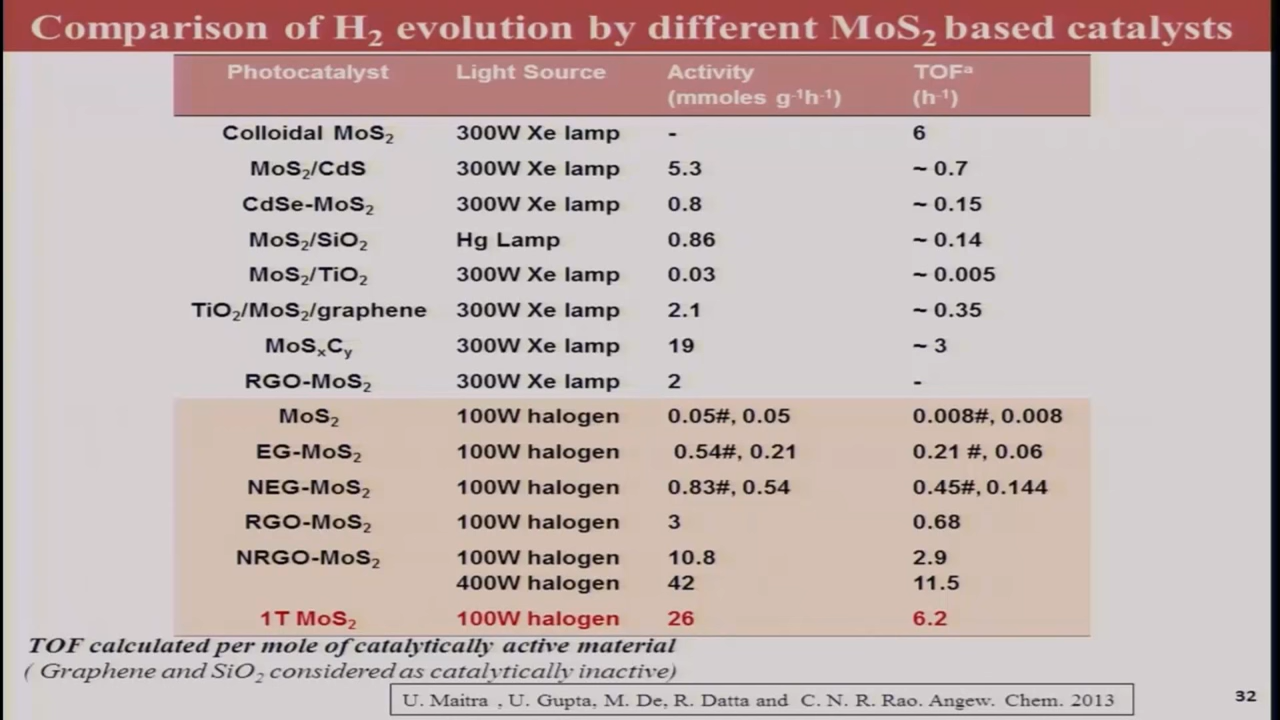 Comparison of H₂ evolution by different MoS₂ based catalysts
Photocatalyst Light Source Activity (mmoles g⁻¹h⁻¹) TOFᵃ (h⁻¹)
Colloidal MoS₂ 300W Xe lamp - 6
MoS₂/CdS 300W Xe lamp 5.3 ~ 0.7
CdSe-MoS₂ 300W Xe lamp 0.8 ~ 0.15
MoS₂/SiO₂ Hg Lamp 0.86 ~ 0.14
MoS₂/TiO₂ 300W Xe lamp 0.03 ~ 0.005
TiO₂/MoS₂/graphene 300W Xe lamp 2.1 ~ 0.35
MoSₓCᵧ 300W Xe lamp 19 ~ 3
RGO-MoS₂ 300W Xe lamp 2 -
MoS₂ 100W halogen 0.05#, 0.05 0.008#, 0.008
EG-MoS₂ 100W halogen 0.54#, 0.21 0.21 #, 0.06
NEG-MoS₂ 100W halogen 0.83#, 0.54 0.45#, 0.144
RGO-MoS₂ 100W halogen 3 0.68
NRGO-MoS₂ 100W halogen 10.8 2.9
400W halogen 42 11.5
1T MoS₂ 100W halogen 26 6.2
TOF calculated per mole of catalytically active material
( Graphene and SiO₂ considered as catalytically inactive)
U. Maitra , U. Gupta, M. De, R. Datta and C. N. R. Rao. Angew. Chem. 2013
32